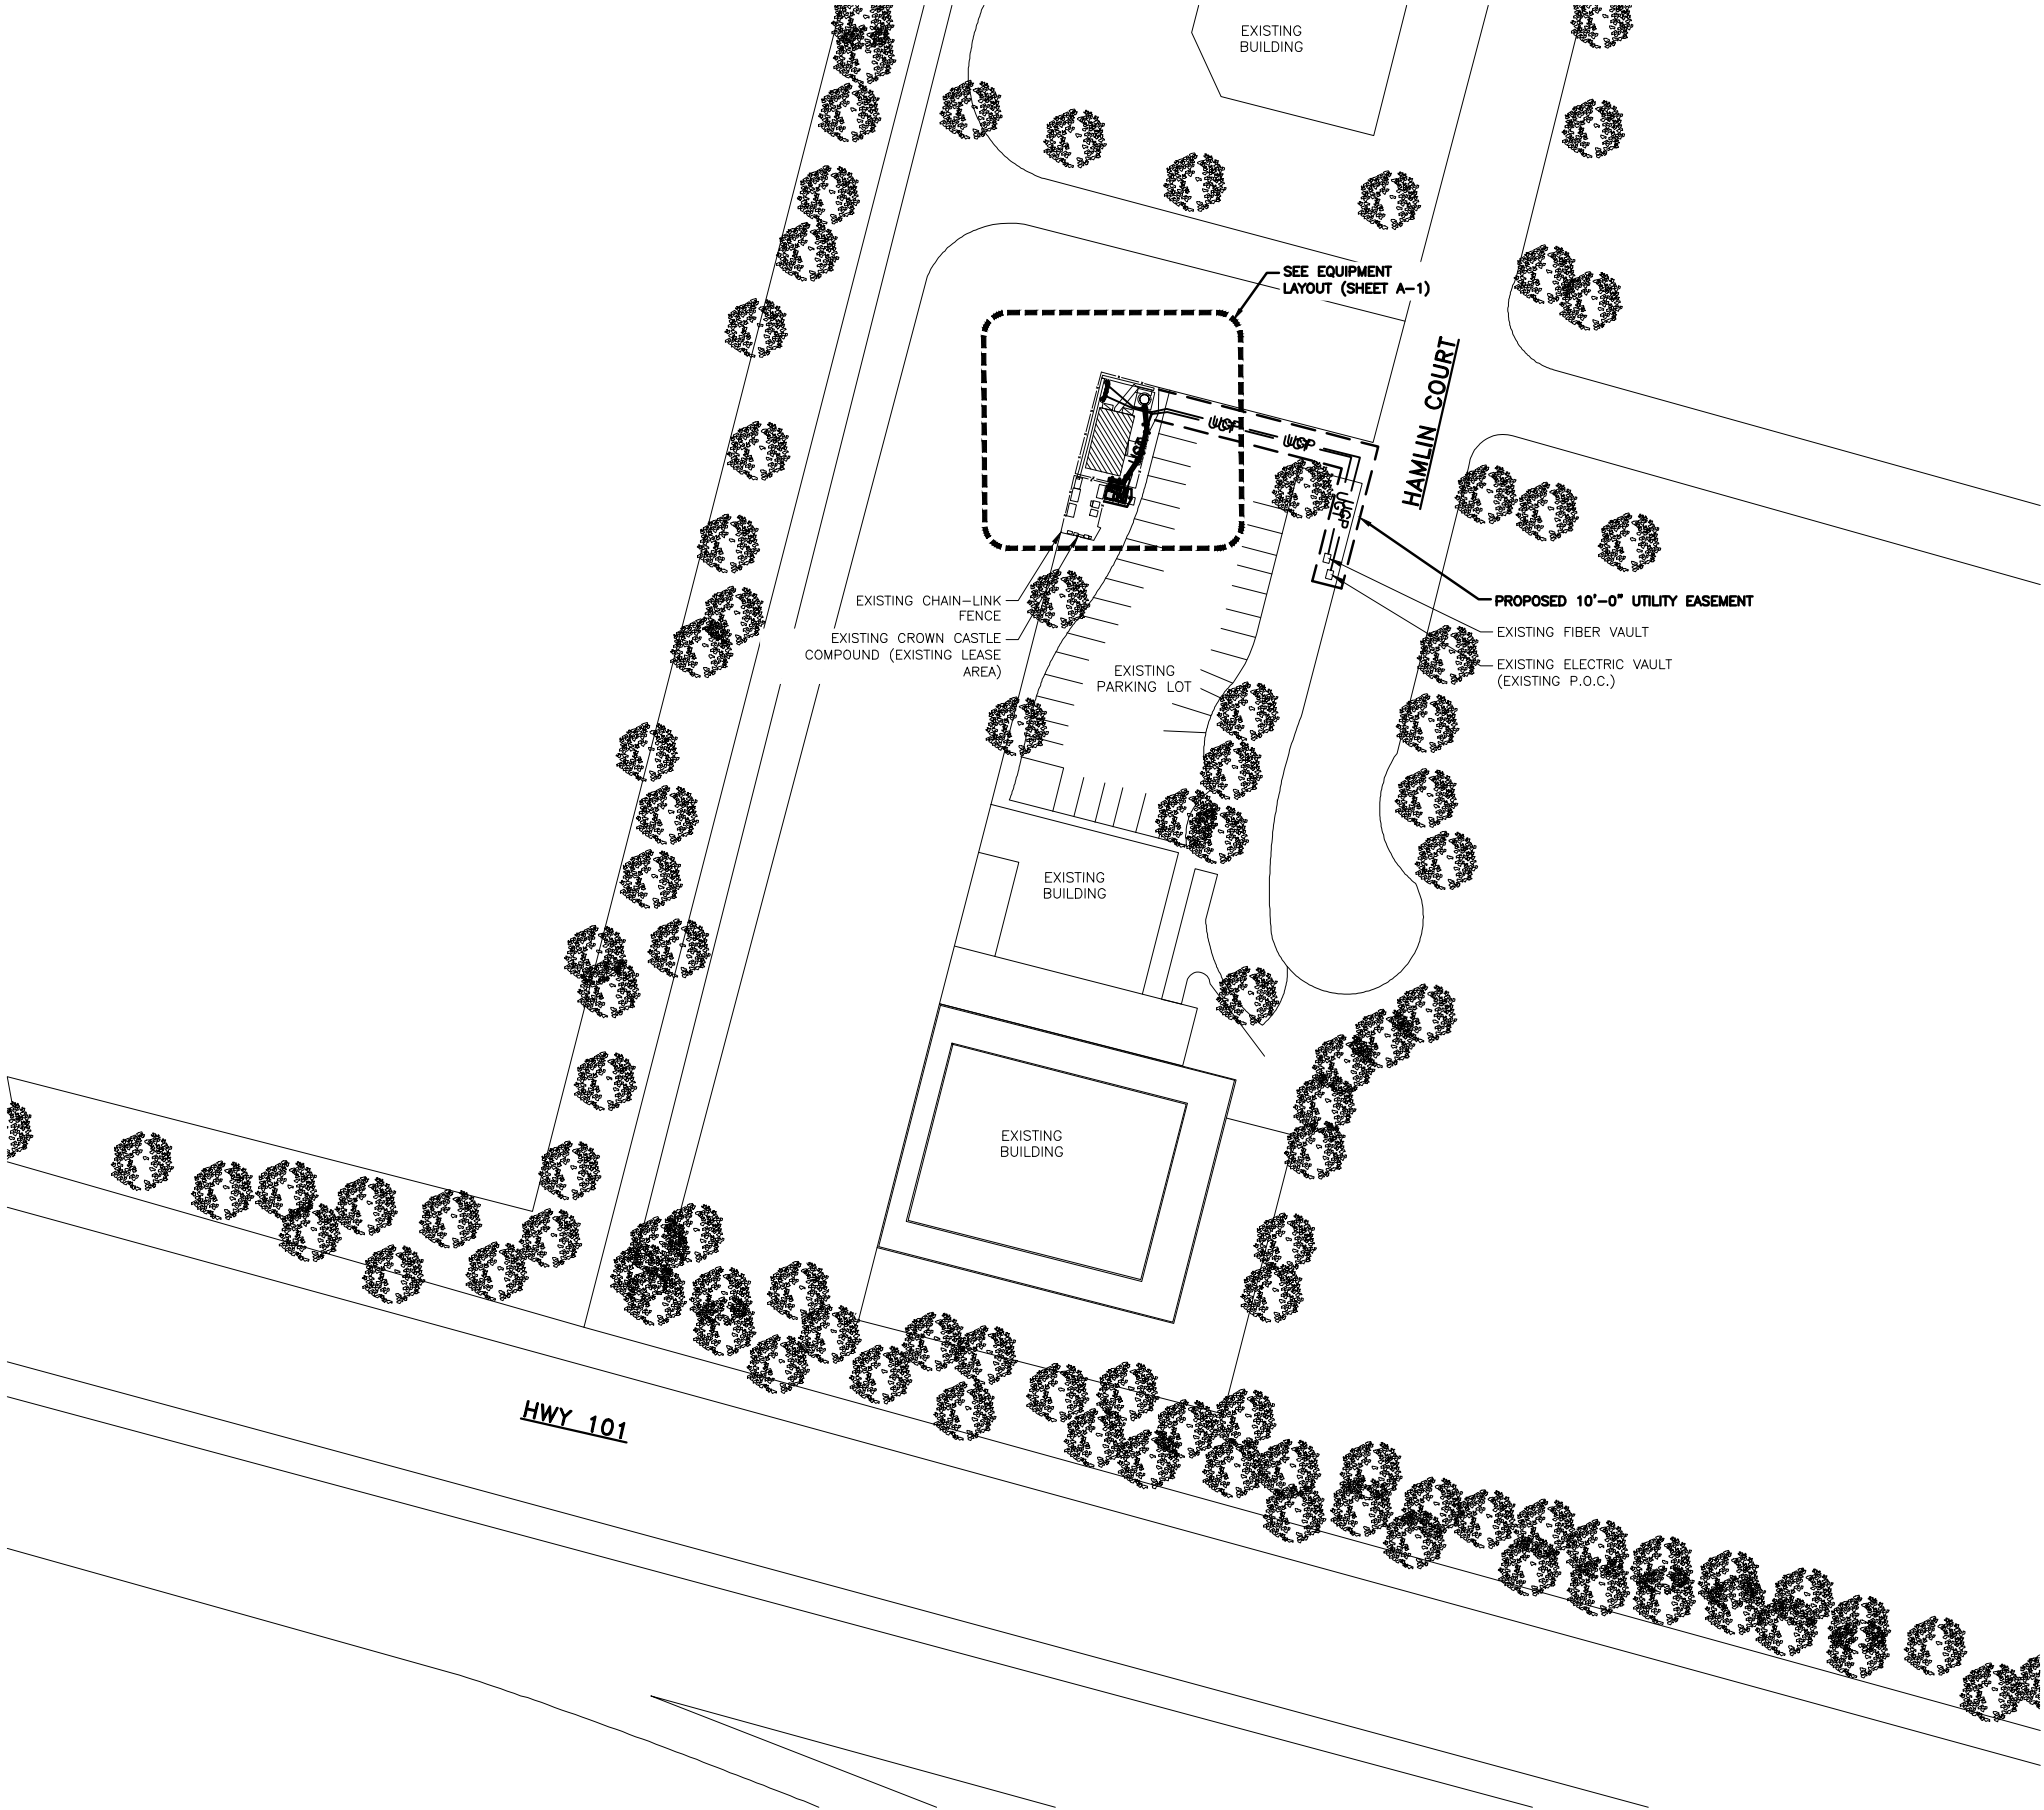 EXISTING
BUILDING
SEE EQUIPMENT
LAYOUT (SHEET A-1)
HAMLIN COURT
UGP
UGP
UGT
EXISTING CHAIN-LINK
FENCE
EXISTING CROWN CASTLE
COMPOUND (EXISTING LEASE
AREA)
PROPOSED 10'-0" UTILITY EASEMENT
EXISTING FIBER VAULT
EXISTING ELECTRIC VAULT
(EXISTING P.O.C.)
EXISTING
PARKING LOT
EXISTING
BUILDING
EXISTING
BUILDING
HWY 101